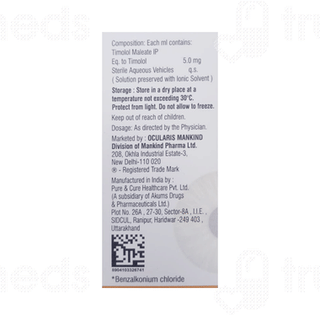 Composition: Each ml contains:
Timolol Maleate IP
Eq. to Timolol 5.0 mg
Sterile Aqueous Vehicles q.s.
( Solution preserved with Ionic Solvent )
Storage : Store in a dry place at a
temperature not exceeding 30°C.
Protect from light. Do not allow to freeze.
Keep out of reach of children.
Dosage: As directed by the Physician.
Marketed by : OCULARIS MANKIND
Division of Mankind Pharma Ltd.
208, Okhla Industrial Estate-3,
New Delhi-110 020
® - Registered Trade Mark
Manufactured in India by :
Pure & Cure Healthcare Pvt. Ltd.
(A subsidiary of Akums Drugs
& Pharmaceuticals Ltd.)
Plot No. 26A , 27-30, Sector-8A , I.I.E. ,
SIDCUL, Ranipur, Haridwar -249 403 ,
Uttarakhand
*Benzalkonium chloride